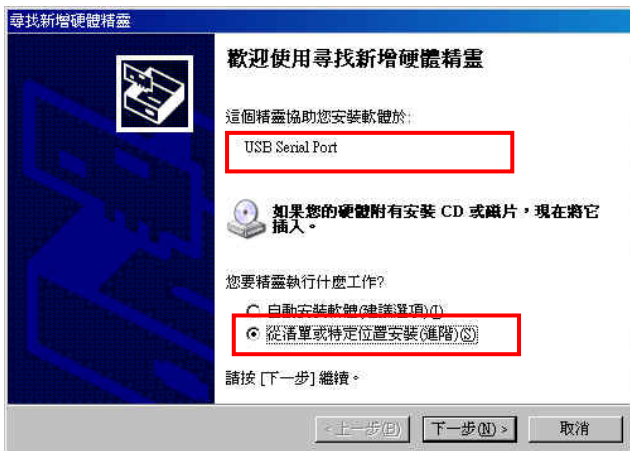 尋找新增硬體精靈
歡迎使用尋找新增硬體精靈
這個精靈協助您安裝軟體於:
USB Serial Port
如果您的硬體附有安裝 CD 或磁片，現在將它
插入。
您要精靈執行什麼工作?
自動安裝軟體(建議選項)(I)
從清單或特定位置安裝(進階)(S)
請按 [下一步] 繼續。
<上一步(B)
下一步(N) >
取消